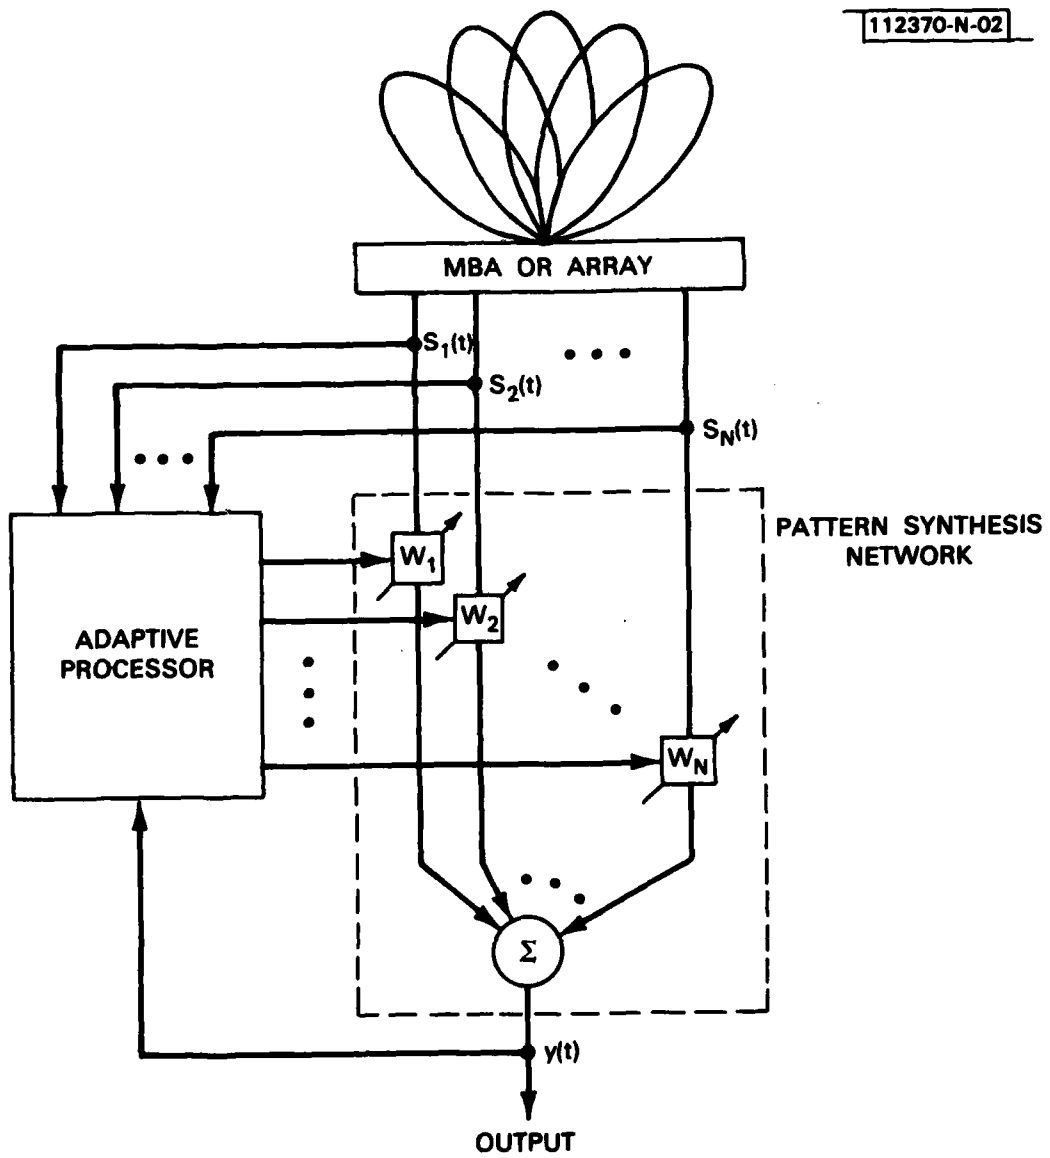 112370-N-02
MBA OR ARRAY
S1(t)
S2(t)
SN(t)
PATTERN SYNTHESIS
NETWORK
W1
W2
ADAPTIVE
PROCESSOR
WN
Σ
y(t)
OUTPUT